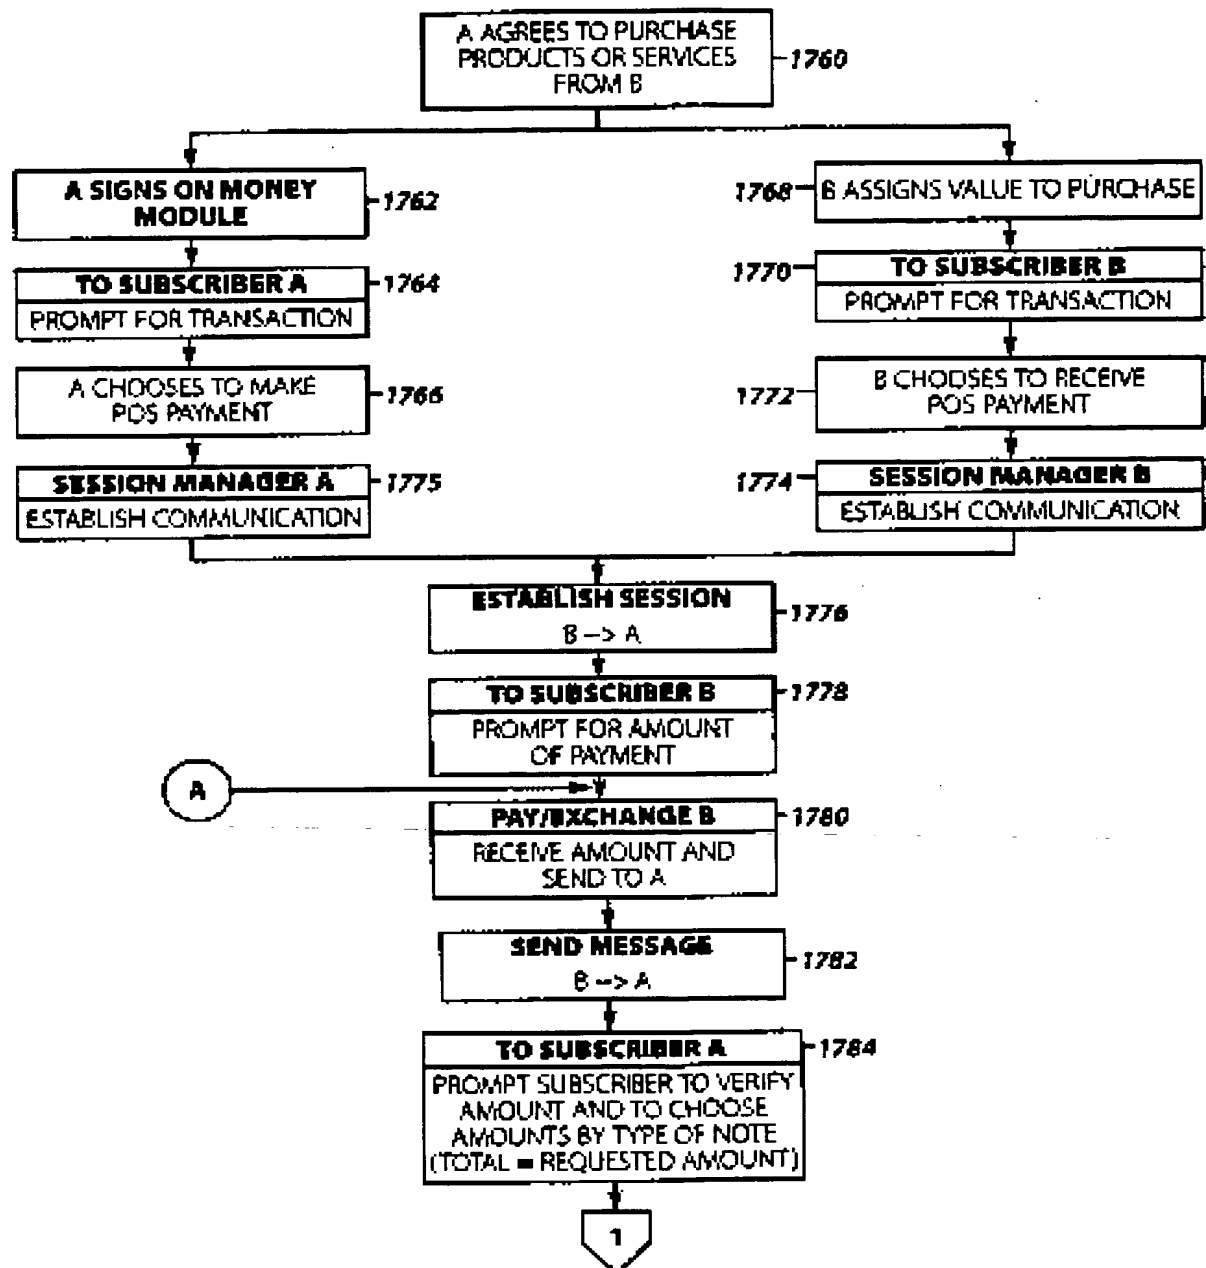 A AGREES TO PURCHASE
PRODUCTS OR SERVICES
FROM B
1760
A SIGNS ON MONEY
MODULE
1762
TO SUBSCRIBER A
1764
PROMPT FOR TRANSACTION
A CHOOSES TO MAKE
POS PAYMENT
1766
SESSION MANAGER A
1775
ESTABLISH COMMUNICATION
1768
B ASSIGNS VALUE TO PURCHASE
1770
TO SUBSCRIBER B
PROMPT FOR TRANSACTION
1772
B CHOOSES TO RECEIVE
POS PAYMENT
1774
SESSION MANAGER B
ESTABLISH COMMUNICATION
ESTABLISH SESSION
B --> A
1776
TO SUBSCRIBER B
1778
PROMPT FOR AMOUNT
OF PAYMENT
A
PAY/EXCHANGE B
1780
RECEIVE AMOUNT AND
SEND TO A
SEND MESSAGE
B --> A
1782
TO SUBSCRIBER A
1784
PROMPT SUBSCRIBER TO VERIFY
AMOUNT AND TO CHOOSE
AMOUNTS BY TYPE OF NOTE
(TOTAL = REQUESTED AMOUNT)
1